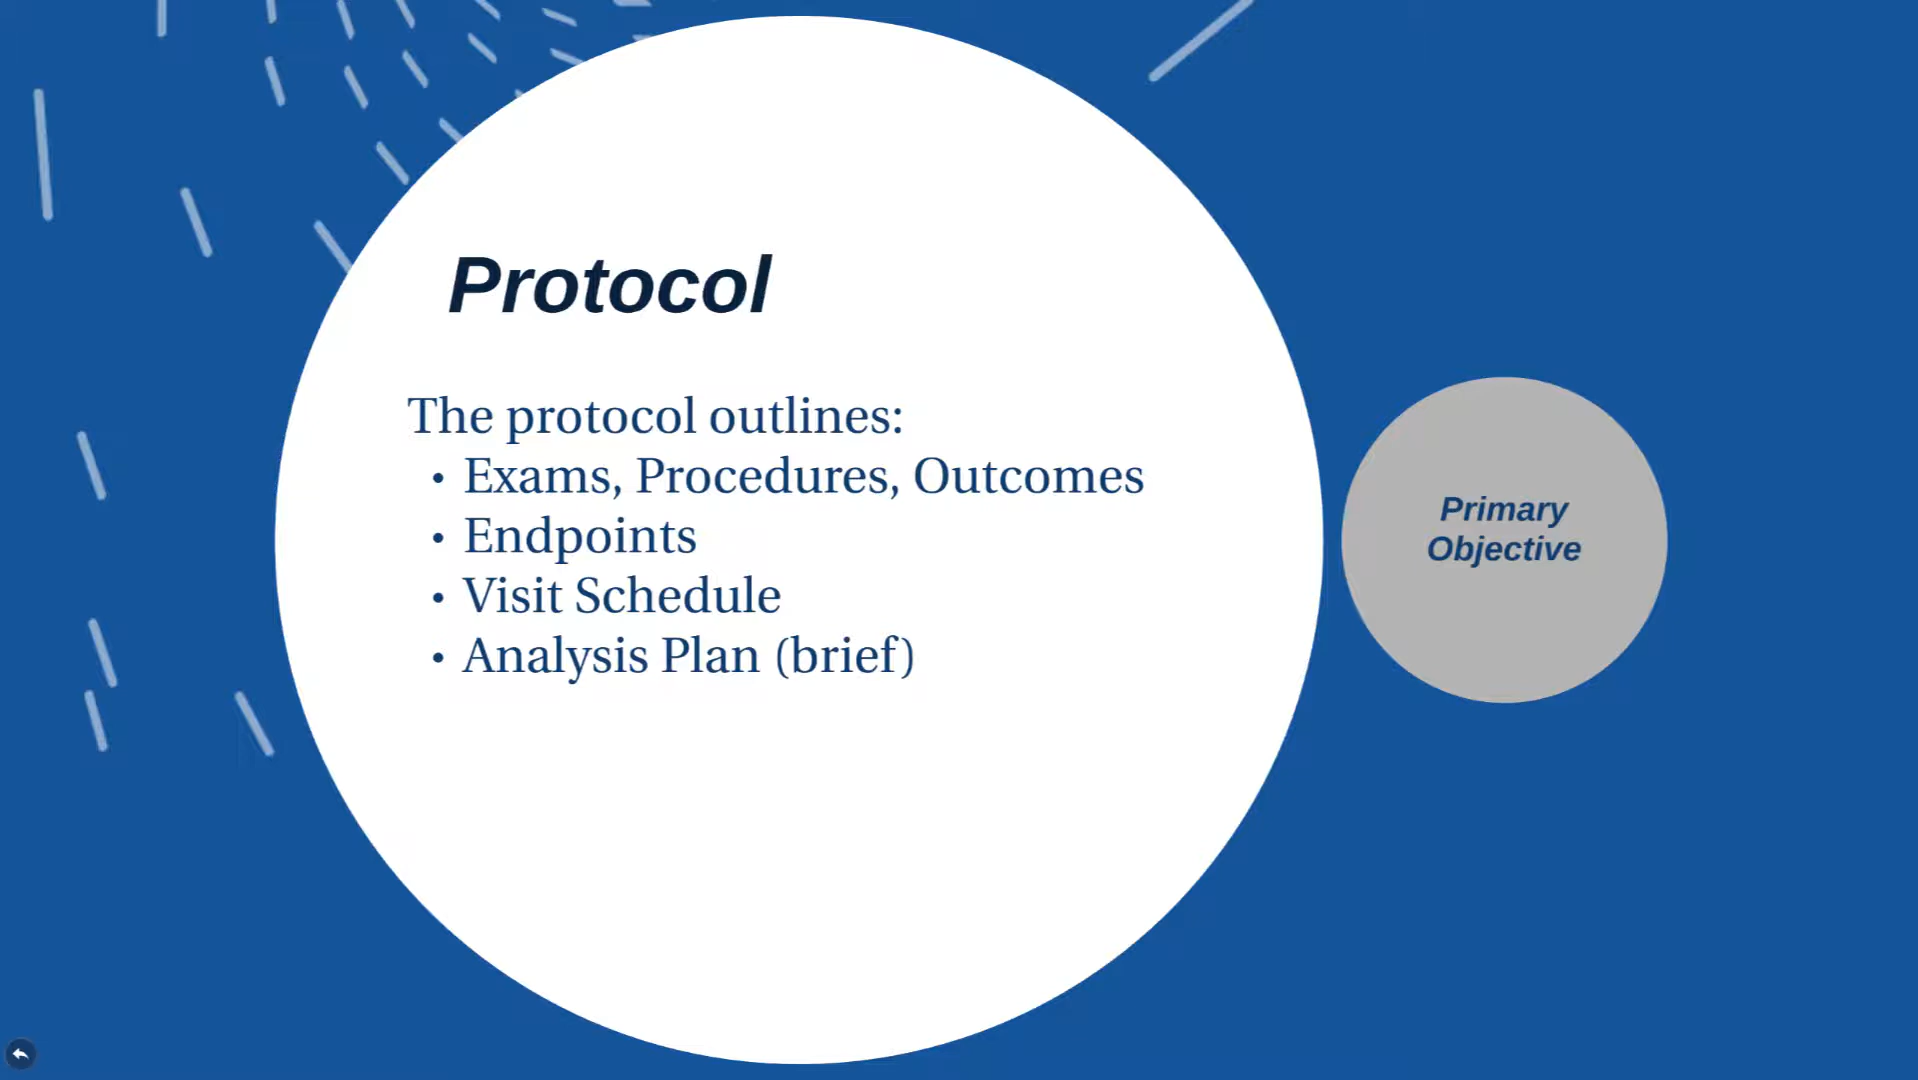 Protocol
The protocol outlines:
• Exams, Procedures, Outcomes
• Endpoints
• Visit Schedule
• Analysis Plan (brief)
Primary
Objective